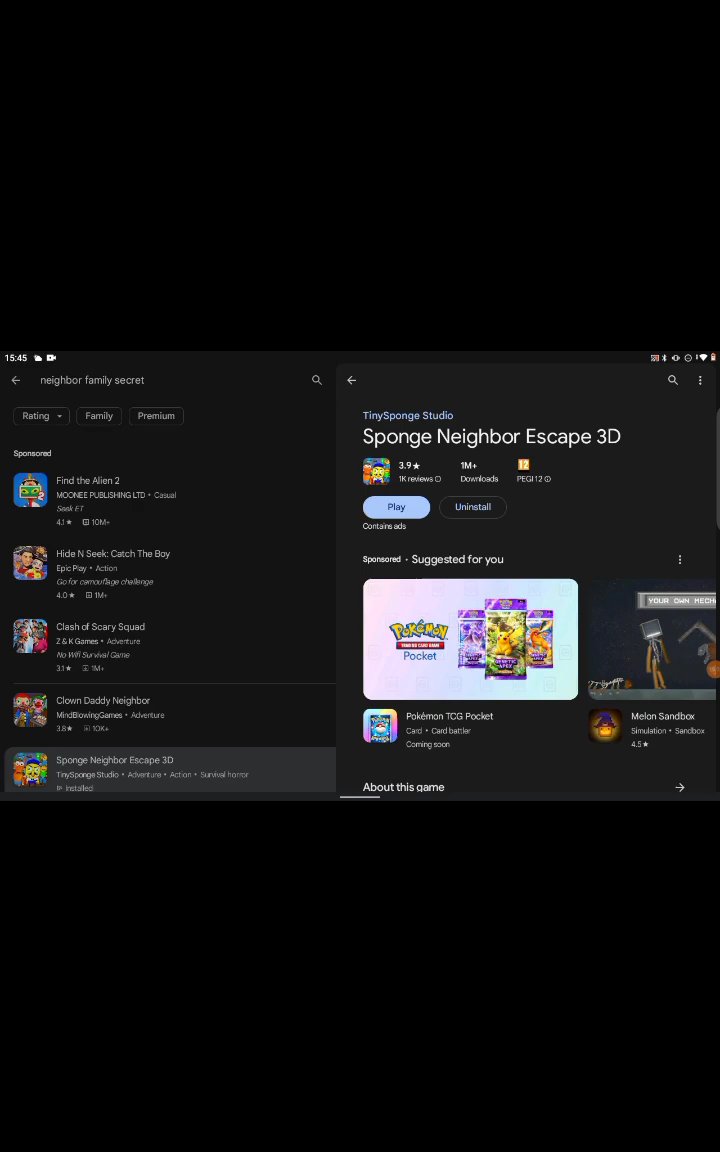 15:45
neighbor family secret
Rating
Family
Premium
Sponsored
Find the Alien 2
MOONEE PUBLISHING LTD • Casual
Seek ET
4.1★ 10M+
Hide N Seek: Catch The Boy
Epic Play • Action
Go for camouflage challenge
4.0 ★ 1M+
Clash of Scary Squad
Z & K Games • Adventure
No Wifi Survival Game
3.1★ 1M+
Clown Daddy Neighbor
MindBlowingGames • Adventure
3.8★ 10K+
Sponge Neighbor Escape 3D
TinySponge Studio • Adventure • Action • Survival horror
Installed
TinySponge Studio
Sponge Neighbor Escape 3D
3.9★
1K reviews
1M+
Downloads
12
PEGI 12
Play
Uninstall
Contains ads
Sponsored • Suggested for you
POKéMON
TRADING CARD GAME
Pocket
GENETIC APEX
YOUR OWN MECH
Pokémon TCG Pocket
Card • Card battler
Coming soon
Melon Sandbox
Simulation • Sandbox
4.5★
About this game